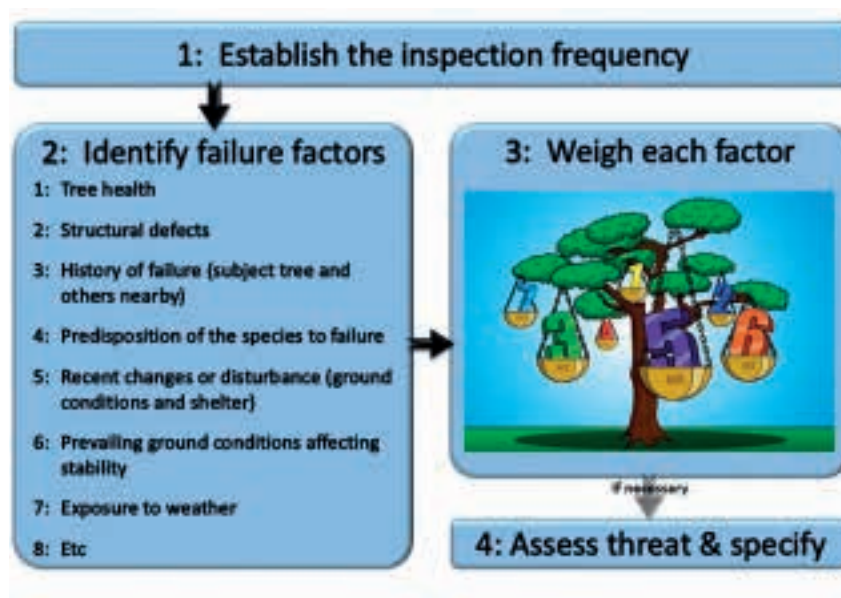 1: Establish the inspection frequency
2: Identify failure factors
1: Tree health
2: Structural defects
3: History of failure (subject tree and
others nearby)
4: Predisposition of the species to failure
5: Recent changes or disturbance (ground
conditions and shelter)
6: Prevailing ground conditions affecting
stability
7: Exposure to weather
8: Etc
3: Weigh each factor
1
3
5
6
if necessary
4: Assess threat & specify